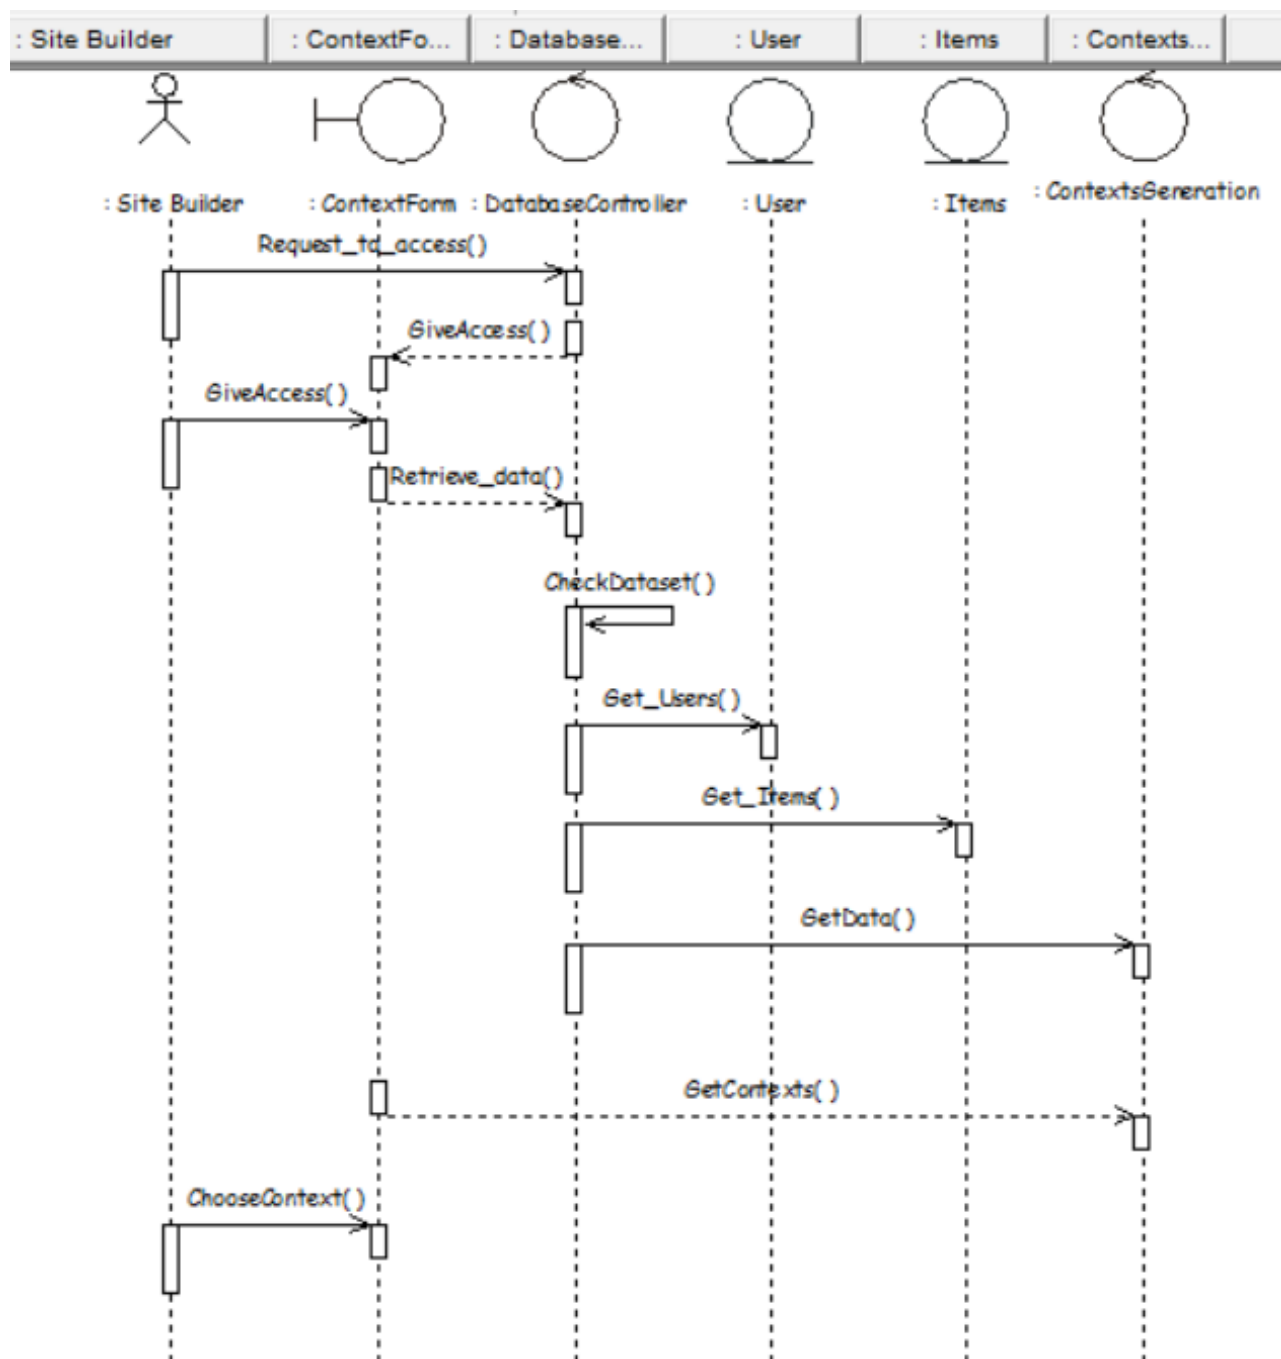 : Site Builder
: ContextFo...
: Database...
: User
: Items
: Contexts...
: Site Builder
: ContextForm
: DatabaseController
: User
: Items
: ContextsGeneration
Request_to_access()
GiveAccess()
GiveAccess()
Retrieve_data()
CheckDataset()
Get_Users()
Get_Items()
GetData()
GetContexts()
ChooseContext()